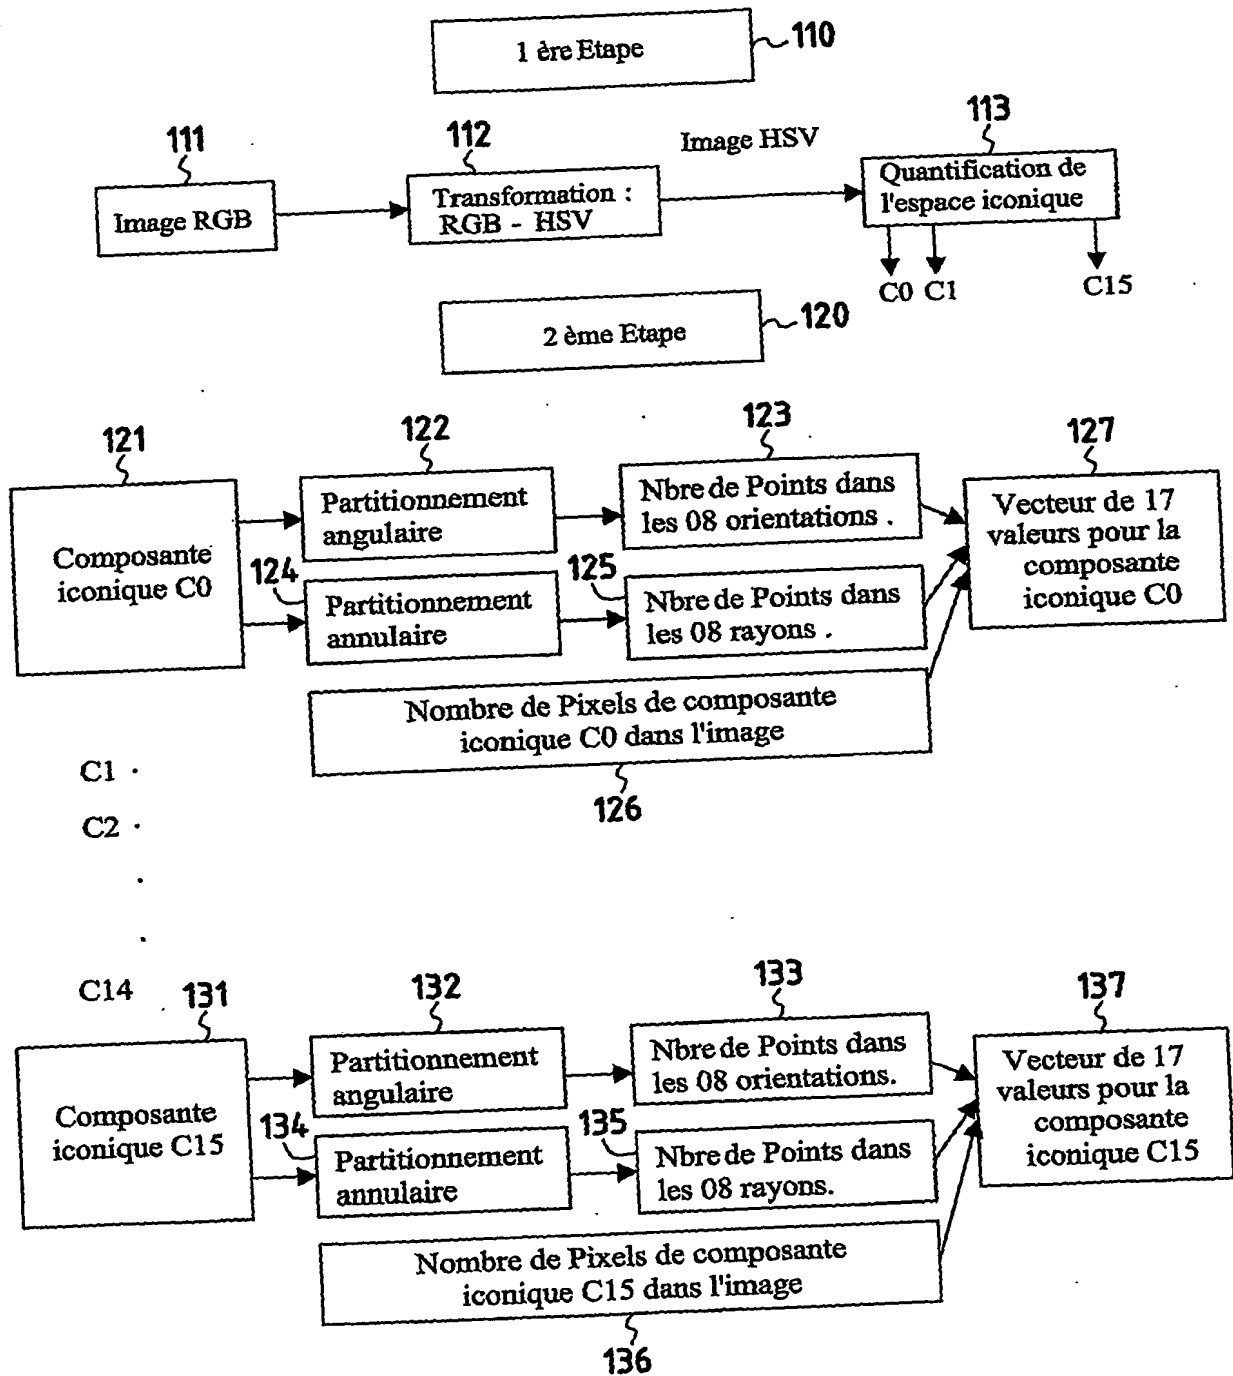 1 ère Etape
110
111
112
Image HSV
113
Image RGB
Transformation :
RGB - HSV
Quantification de
l'espace iconique
C0
C1
C15
2 ème Etape
120
121
122
123
127
Composante
iconique C0
Partitionnement
angulaire
Nbre de Points dans
les 08 orientations .
Vecteur de 17
valeurs pour la
composante
iconique C0
124
Partitionnement
annulaire
125
Nbre de Points dans
les 08 rayons .
Nombre de Pixels de composante
iconique C0 dans l'image
126
C1 .
C2 .
.
.
C14
131
132
133
137
Composante
iconique C15
Partitionnement
angulaire
Nbre de Points dans
les 08 orientations.
Vecteur de 17
valeurs pour la
composante
iconique C15
134
Partitionnement
annulaire
135
Nbre de Points dans
les 08 rayons.
Nombre de Pixels de composante
iconique C15 dans l'image
136